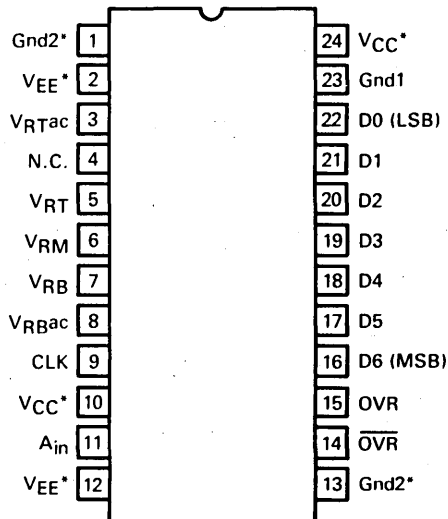 Gnd2* 1 24 VCC*
VEE* 2 23 Gnd1
VRTac 3 22 D0 (LSB)
N.C. 4 21 D1
VRT 5 20 D2
VRM 6 19 D3
VRB 7 18 D4
VRBac 8 17 D5
CLK 9 16 D6 (MSB)
VCC* 10 15 OVR
Ain 11 14 O̅V̅R̅
VEE* 12 13 Gnd2*